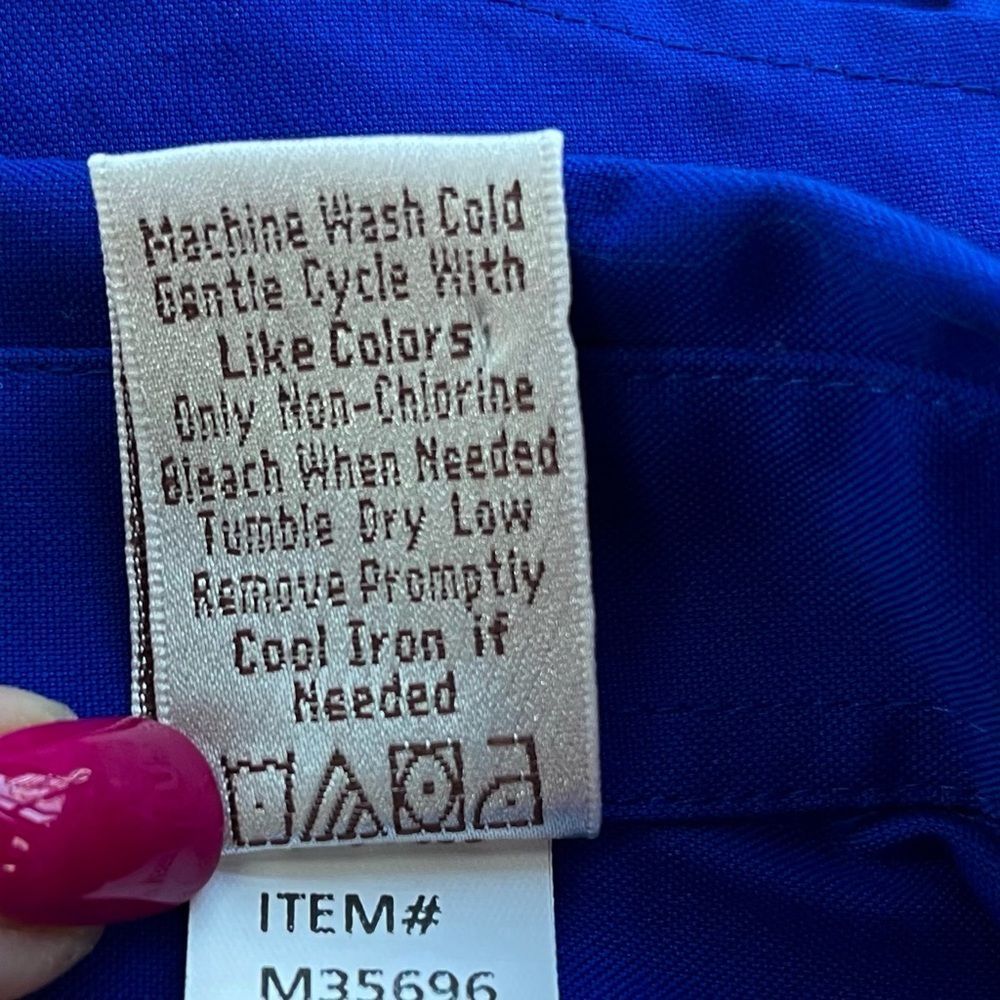 Machine Wash Cold
Gentle Cycle With
Like Colors
Only Non-Chlorine
Bleach When Needed
Tumble Dry Low
Remove Promptly
Cool Iron if
Needed
ITEM#
M35696